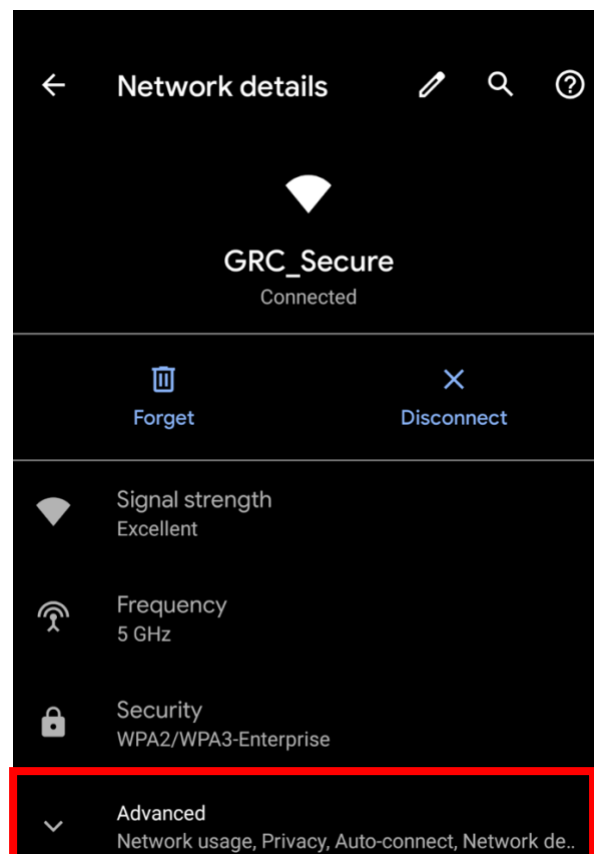 Network details
GRC_Secure
Connected
Forget
Disconnect
Signal strength
Excellent
Frequency
5 GHz
Security
WPA2/WPA3-Enterprise
Advanced
Network usage, Privacy, Auto-connect, Network de..